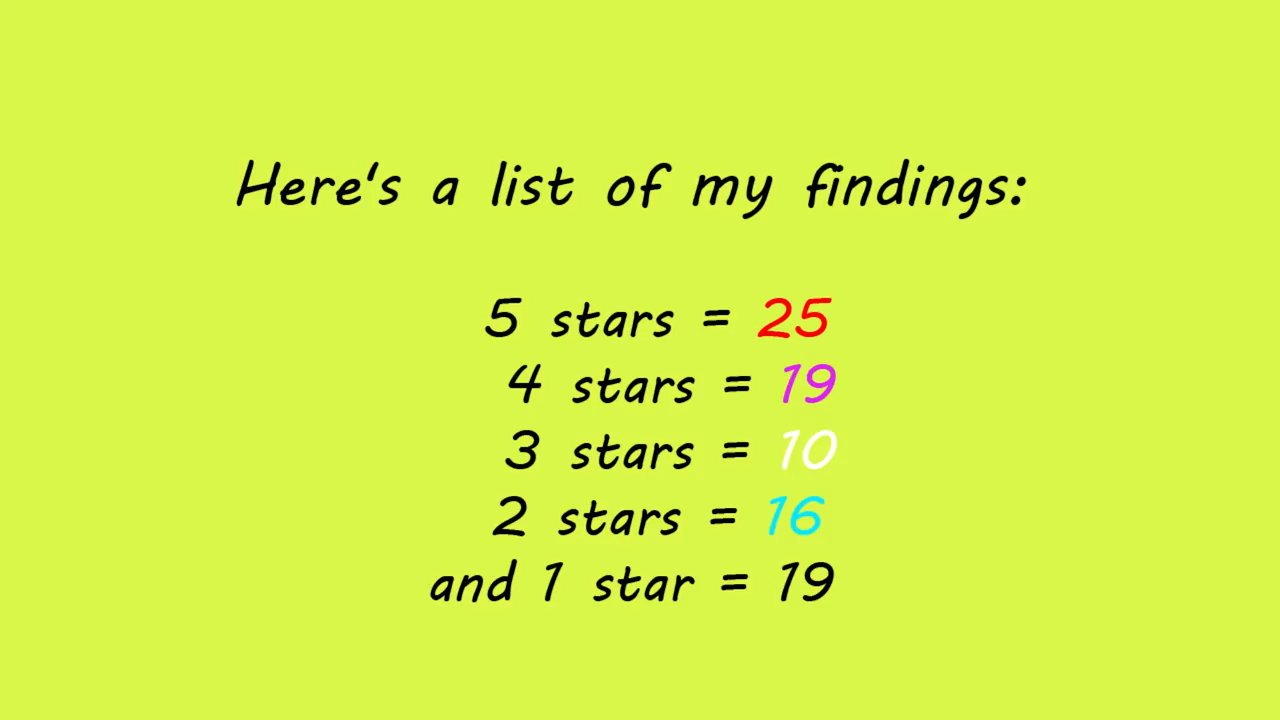 Here's a list of my findings:
5 stars = 25
4 stars = 19
3 stars = 10
2 stars = 16
and 1 star = 19